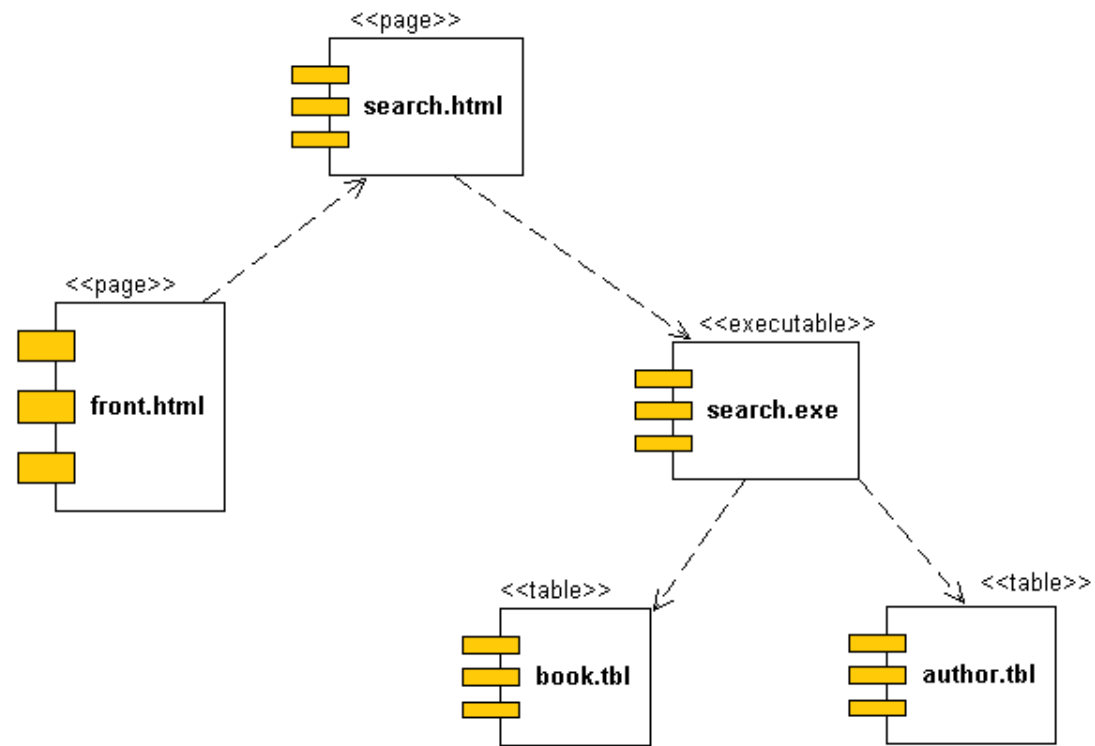 <<page>>
search.html
<<page>>
front.html
<<executable>>
search.exe
<<table>>
book.tbl
<<table>>
author.tbl